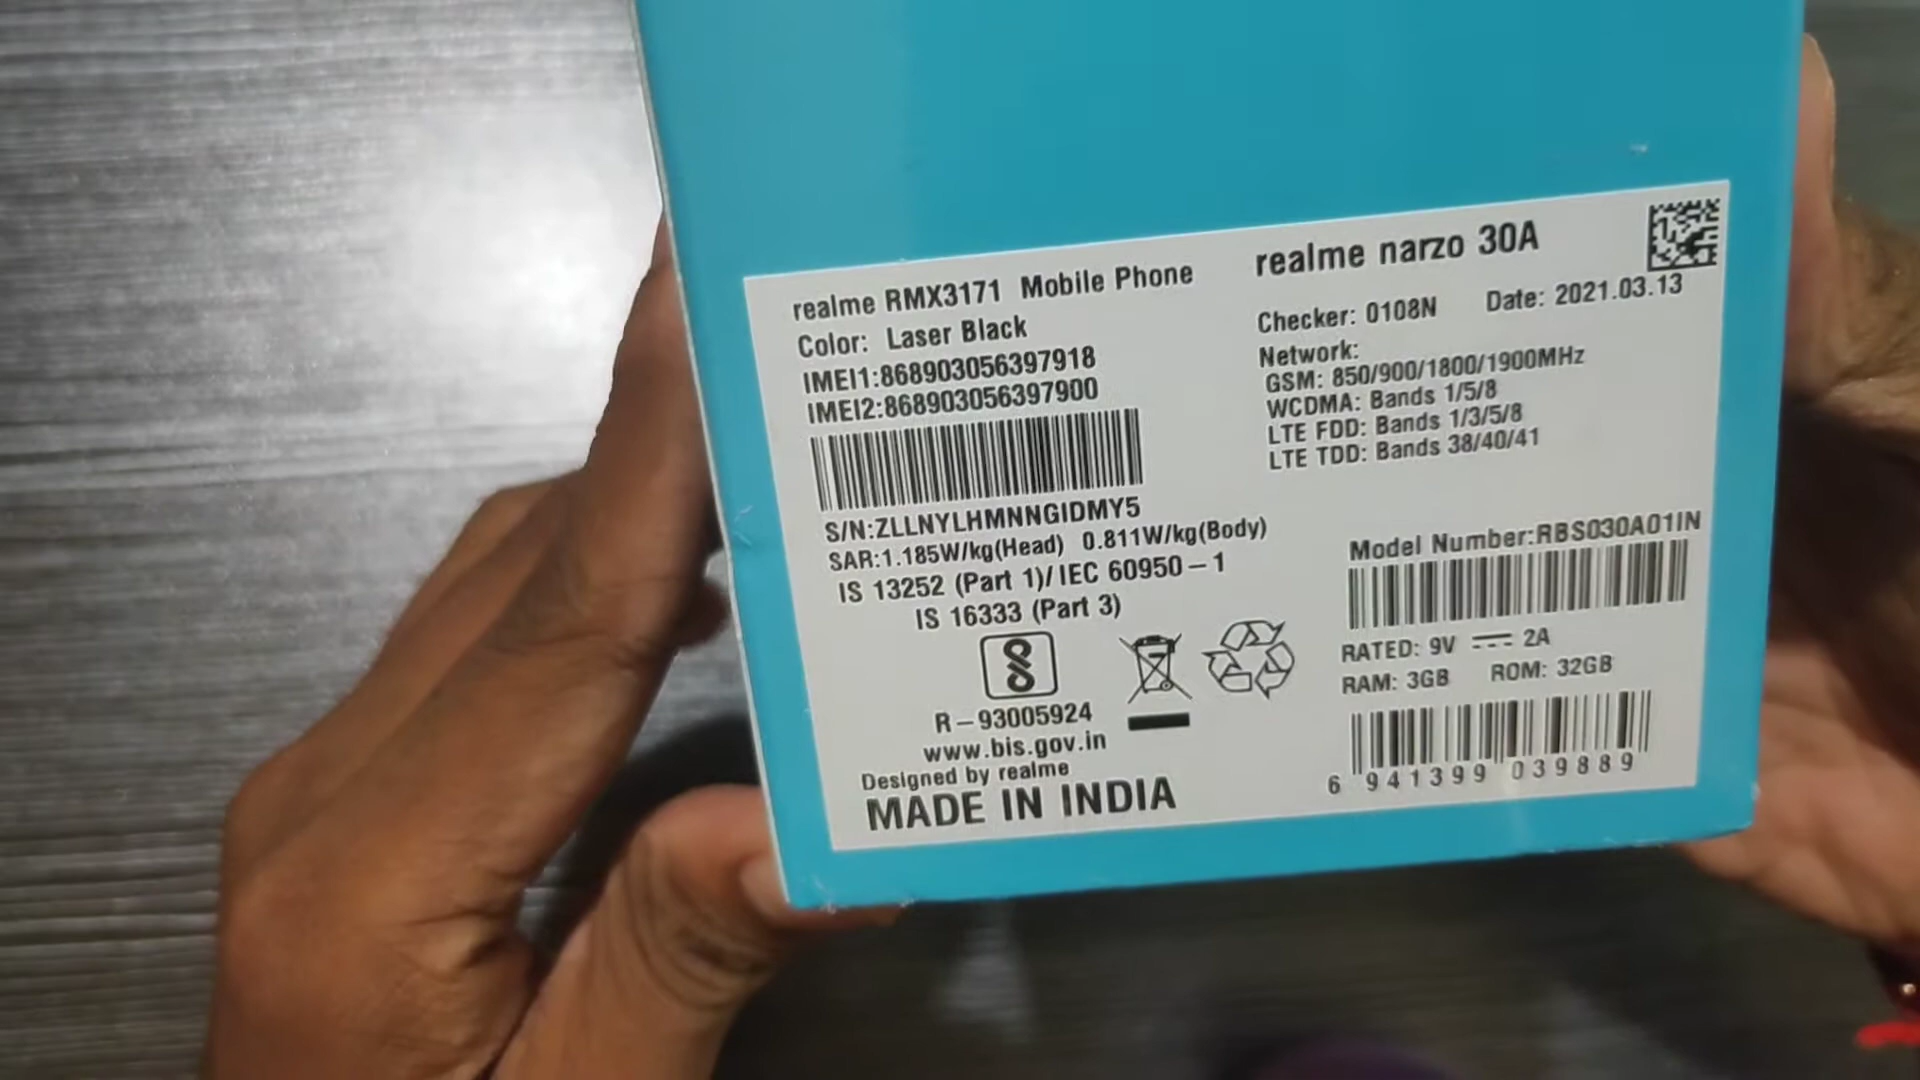 realme RMX3171 Mobile Phone
Color: Laser Black
IMEI1:868903056397918
IMEI2:868903056397900
S/N:ZLLNYLHMNNGIDMY5
SAR:1.185W/kg(Head) 0.811W/kg(Body)
IS 13252 (Part 1)/IEC 60950-1
IS 16333 (Part 3)
R-93005924
www.bis.gov.in
Designed by realme
MADE IN INDIA
realme narzo 30A
Checker: 0108N Date: 2021.03.13
Network:
GSM: 850/900/1800/1900MHz
WCDMA: Bands 1/5/8
LTE FDD: Bands 1/3/5/8
LTE TDD: Bands 38/40/41
Model Number:RBS030A01IN
RATED: 9V ⎓ 2A
RAM: 3GB ROM: 32GB
6 941399 039889